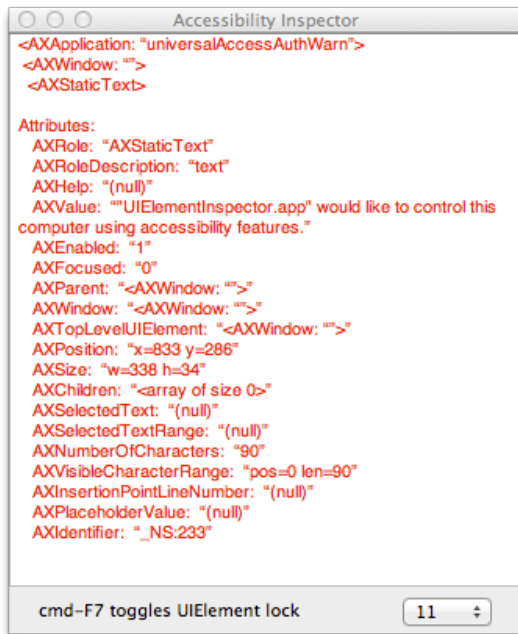 Accessibility Inspector
<AXApplication: “universalAccessAuthWarn”>
<AXWindow: “”>
<AXStaticText>
Attributes:
AXRole: “AXStaticText”
AXRoleDescription: “text”
AXHelp: “(null)”
AXValue: “"UIElementInspector.app" would like to control this
computer using accessibility features.”
AXEnabled: “1”
AXFocused: “0”
AXParent: “<AXWindow: “”>”
AXWindow: “<AXWindow: “”>”
AXTopLevelUIElement: “<AXWindow: “”>”
AXPosition: “x=833 y=286”
AXSize: “w=338 h=34”
AXChildren: “<array of size 0>”
AXSelectedText: “(null)”
AXSelectedTextRange: “(null)”
AXNumberOfCharacters: “90”
AXVisibleCharacterRange: “pos=0 len=90”
AXInsertionPointLineNumber: “(null)”
AXPlaceholderValue: “(null)”
AXIdentifier: “_NS:233”
cmd-F7 toggles UIElement lock 11